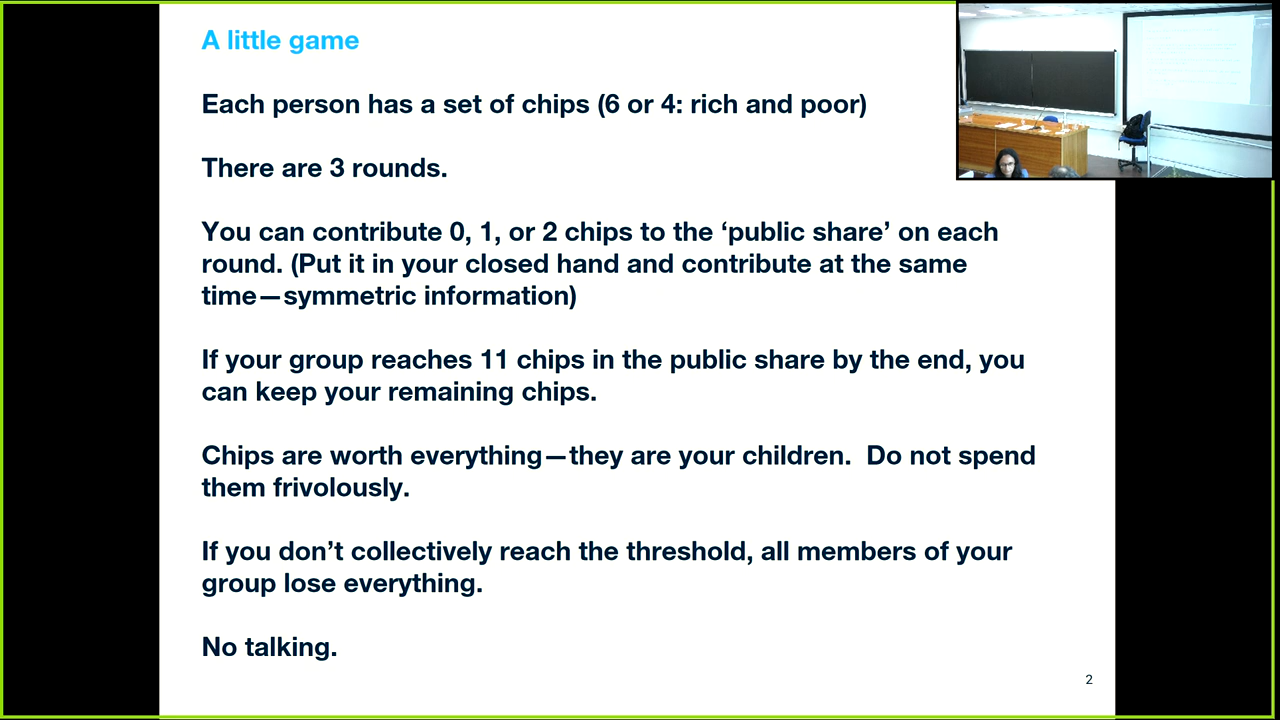 A little game
Each person has a set of chips (6 or 4: rich and poor)
There are 3 rounds.
You can contribute 0, 1, or 2 chips to the ‘public share’ on each
round. (Put it in your closed hand and contribute at the same
time—symmetric information)
If your group reaches 11 chips in the public share by the end, you
can keep your remaining chips.
Chips are worth everything—they are your children.  Do not spend
them frivolously.
If you don’t collectively reach the threshold, all members of your
group lose everything.
No talking.
2